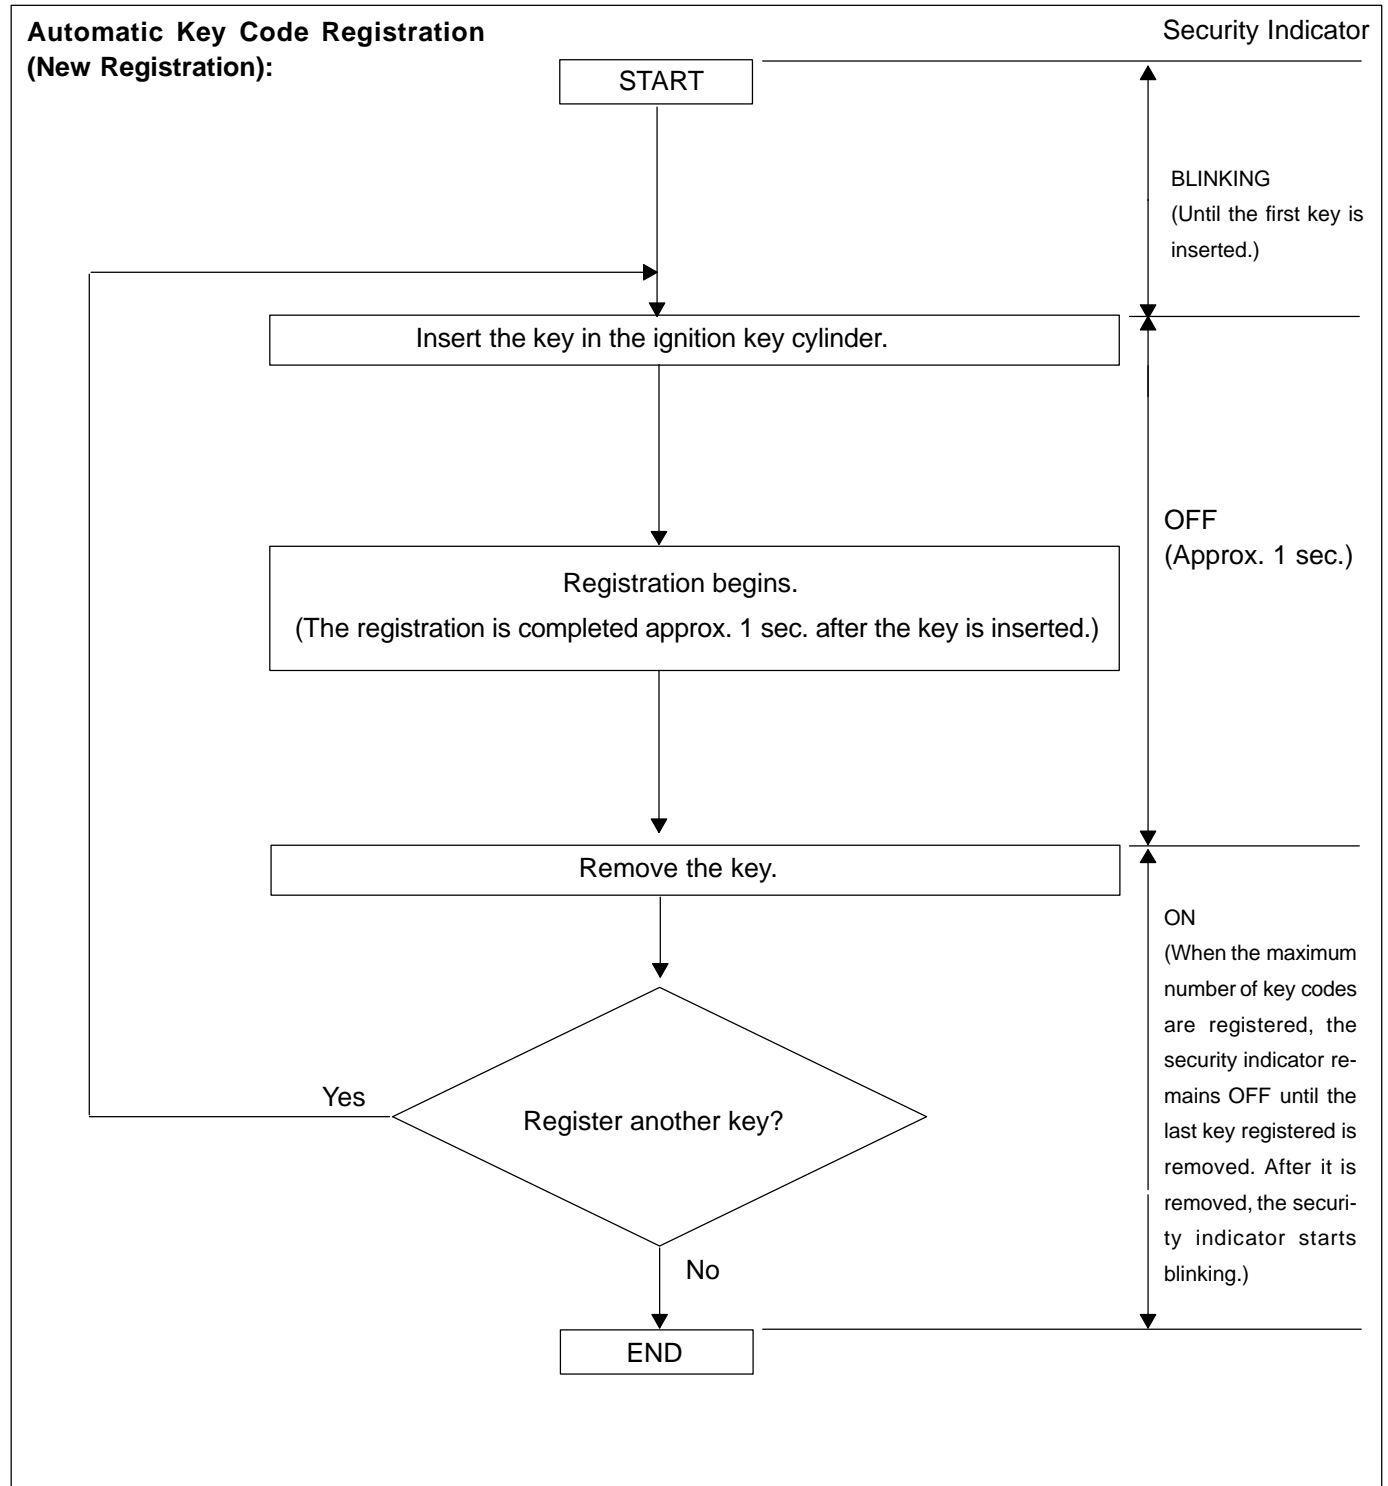 Automatic Key Code Registration
(New Registration):
Security Indicator
START
BLINKING
(Until the first key is
inserted.)
Insert the key in the ignition key cylinder.
OFF
(Approx. 1 sec.)
Registration begins.
(The registration is completed approx. 1 sec. after the key is inserted.)
Remove the key.
ON
(When the maximum
number of key codes
are registered, the
security indicator re-
mains OFF until the
last key registered is
removed. After it is
removed, the securi-
ty indicator starts
blinking.)
Yes
Register another key?
No
END